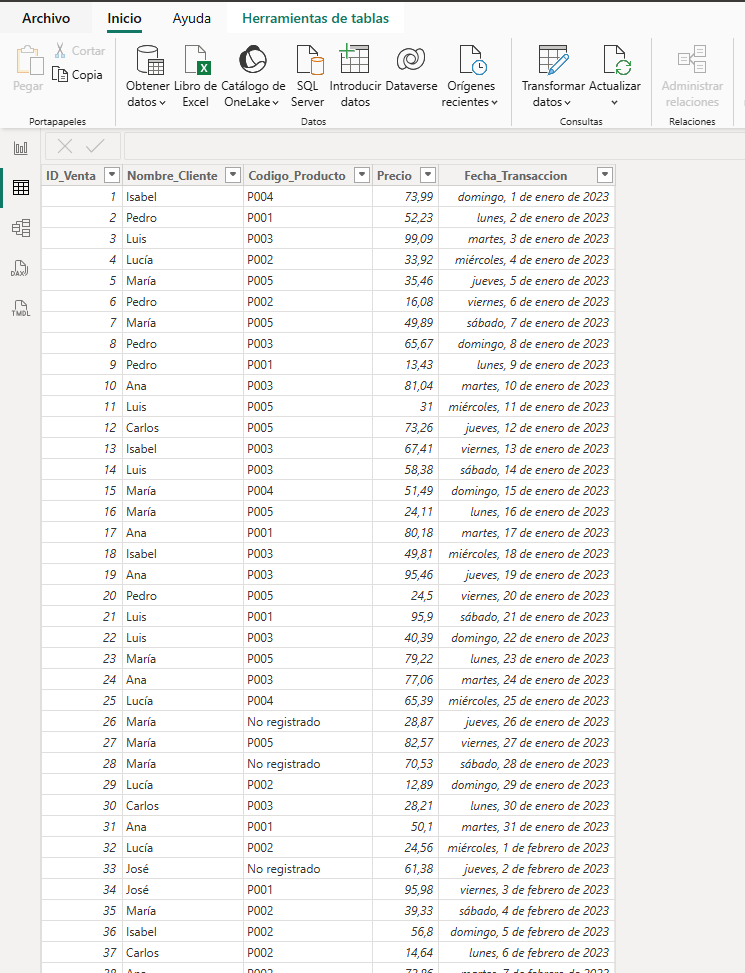 Archivo Inicio Ayuda Herramientas de tablas
Pegar
Cortar
Copia
Portapapeles
Obtener datos
Libro de Excel
Catálogo de OneLake
SQL Server
Introducir datos
Dataverse
Orígenes recientes
Datos
Transformar datos
Actualizar
Consultas
Administrar relaciones
Relaciones
DAX
TMDL
ID_Venta Nombre_Cliente Codigo_Producto Precio Fecha_Transaccion
1 Isabel P004 73,99 domingo, 1 de enero de 2023
2 Pedro P001 52,23 lunes, 2 de enero de 2023
3 Luis P003 99,09 martes, 3 de enero de 2023
4 Lucía P002 33,92 miércoles, 4 de enero de 2023
5 María P005 35,46 jueves, 5 de enero de 2023
6 Pedro P002 16,08 viernes, 6 de enero de 2023
7 María P005 49,89 sábado, 7 de enero de 2023
8 Pedro P003 65,67 domingo, 8 de enero de 2023
9 Pedro P001 13,43 lunes, 9 de enero de 2023
10 Ana P003 81,04 martes, 10 de enero de 2023
11 Luis P005 31 miércoles, 11 de enero de 2023
12 Carlos P005 73,26 jueves, 12 de enero de 2023
13 Isabel P003 67,41 viernes, 13 de enero de 2023
14 Luis P003 58,38 sábado, 14 de enero de 2023
15 María P004 51,49 domingo, 15 de enero de 2023
16 María P005 24,11 lunes, 16 de enero de 2023
17 Ana P001 80,18 martes, 17 de enero de 2023
18 Isabel P003 49,81 miércoles, 18 de enero de 2023
19 Ana P003 95,46 jueves, 19 de enero de 2023
20 Pedro P005 24,5 viernes, 20 de enero de 2023
21 Luis P001 95,9 sábado, 21 de enero de 2023
22 Luis P003 40,39 domingo, 22 de enero de 2023
23 María P005 79,22 lunes, 23 de enero de 2023
24 Ana P003 77,06 martes, 24 de enero de 2023
25 Lucía P004 65,39 miércoles, 25 de enero de 2023
26 María No registrado 28,87 jueves, 26 de enero de 2023
27 María P005 82,57 viernes, 27 de enero de 2023
28 María No registrado 70,53 sábado, 28 de enero de 2023
29 Lucía P002 12,89 domingo, 29 de enero de 2023
30 Carlos P003 28,21 lunes, 30 de enero de 2023
31 Ana P001 50,1 martes, 31 de enero de 2023
32 Lucía P002 24,56 miércoles, 1 de febrero de 2023
33 José No registrado 61,38 jueves, 2 de febrero de 2023
34 José P001 95,98 viernes, 3 de febrero de 2023
35 María P002 39,33 sábado, 4 de febrero de 2023
36 Isabel P002 56,8 domingo, 5 de febrero de 2023
37 Carlos P002 14,64 lunes, 6 de febrero de 2023